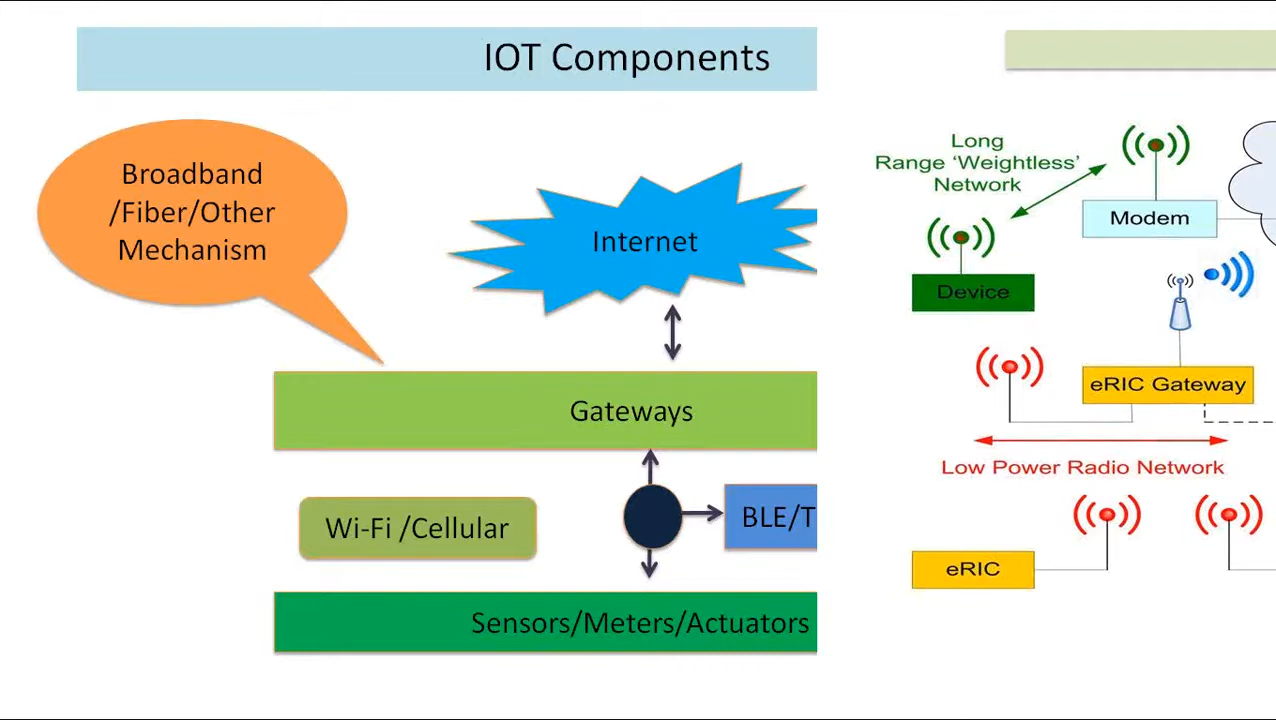 IOT Components
Broadband
/Fiber/Other
Mechanism
Internet
Gateways
Wi-Fi /Cellular
BLE/T
Sensors/Meters/Actuators
Long
Range ‘Weightless’
Network
Modem
Device
eRIC Gateway
Low Power Radio Network
eRIC